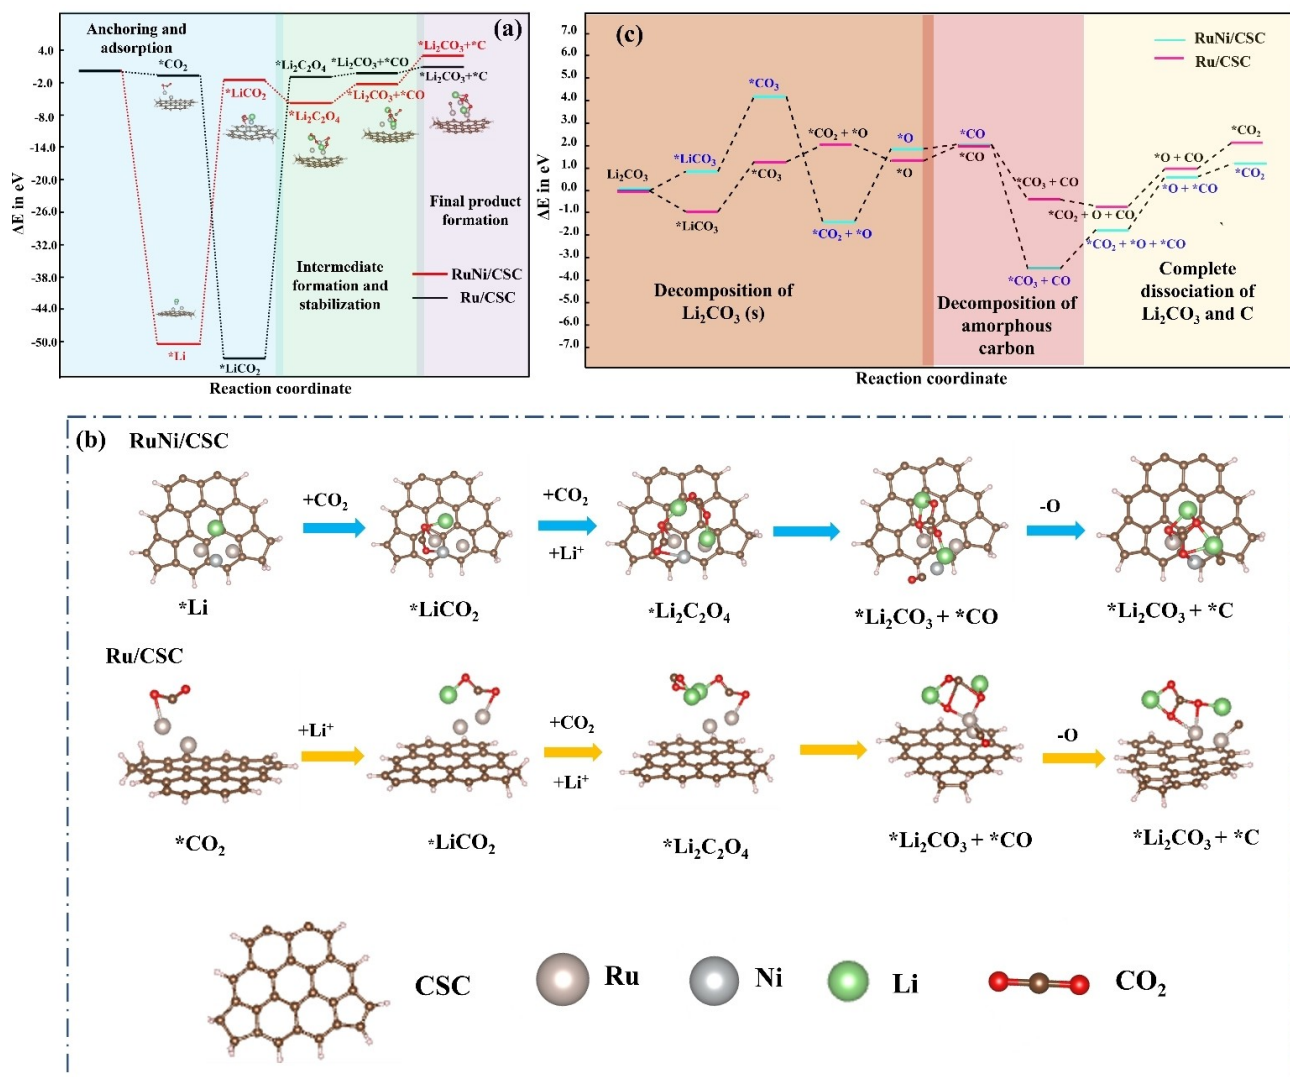 (a)
Anchoring and
adsorption
4.0
-2.0
-8.0
-14.0
-20.0
-26.0
-32.0
-38.0
-44.0
-50.0
ΔE in eV
*CO₂
*Li
*LiCO₂
*LiCO₂
*Li₂C₂O₄
*Li₂C₂O₄
*Li₂CO₃+*CO
*Li₂CO₃+*CO
*Li₂CO₃+*C
*Li₂CO₃+*C
Final product
formation
Intermediate
formation and
stabilization
RuNi/CSC
Ru/CSC
Reaction coordinate
(c)
7.0
6.0
5.0
4.0
3.0
2.0
1.0
0.0
-1.0
-2.0
-3.0
-4.0
-5.0
-6.0
-7.0
ΔE in eV
RuNi/CSC
Ru/CSC
Li₂CO₃
*LiCO₃
*LiCO₃
*CO₃
*CO₃
*CO₂ + *O
*CO₂ + *O
*O
*O
*CO
*CO
*CO₃ + CO
*CO₃ + CO
*CO₂ + O + CO
*CO₂ + *O + *CO
*O + CO
*O + *CO
*CO₂
*CO₂
Decomposition of
Li₂CO₃ (s)
Decomposition of
amorphous
carbon
Complete
dissociation of
Li₂CO₃ and C
Reaction coordinate
(b)
RuNi/CSC
+CO₂
+CO₂
+Li⁺
-O
*Li
*LiCO₂
*Li₂C₂O₄
*Li₂CO₃ + *CO
*Li₂CO₃ + *C
Ru/CSC
+Li⁺
+CO₂
+Li⁺
-O
*CO₂
*LiCO₂
*Li₂C₂O₄
*Li₂CO₃ + *CO
*Li₂CO₃ + *C
CSC
Ru
Ni
Li
CO₂